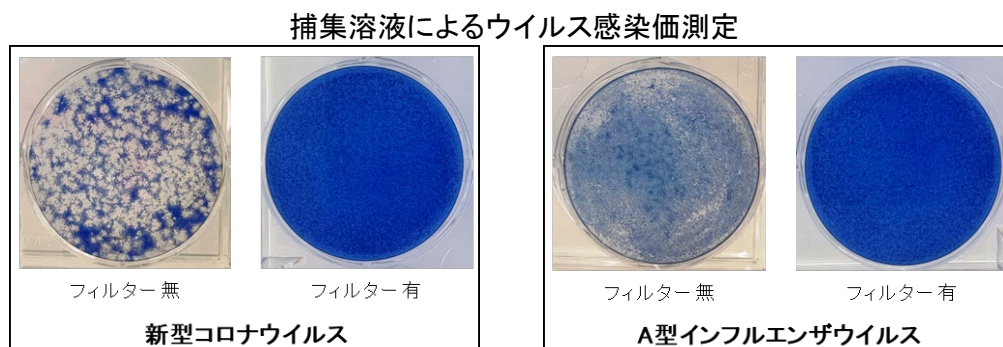 捕集溶液によるウイルス感染価測定
フィルター 無
フィルター 有
新型コロナウイルス
フィルター 無
フィルター 有
A型インフルエンザウイルス